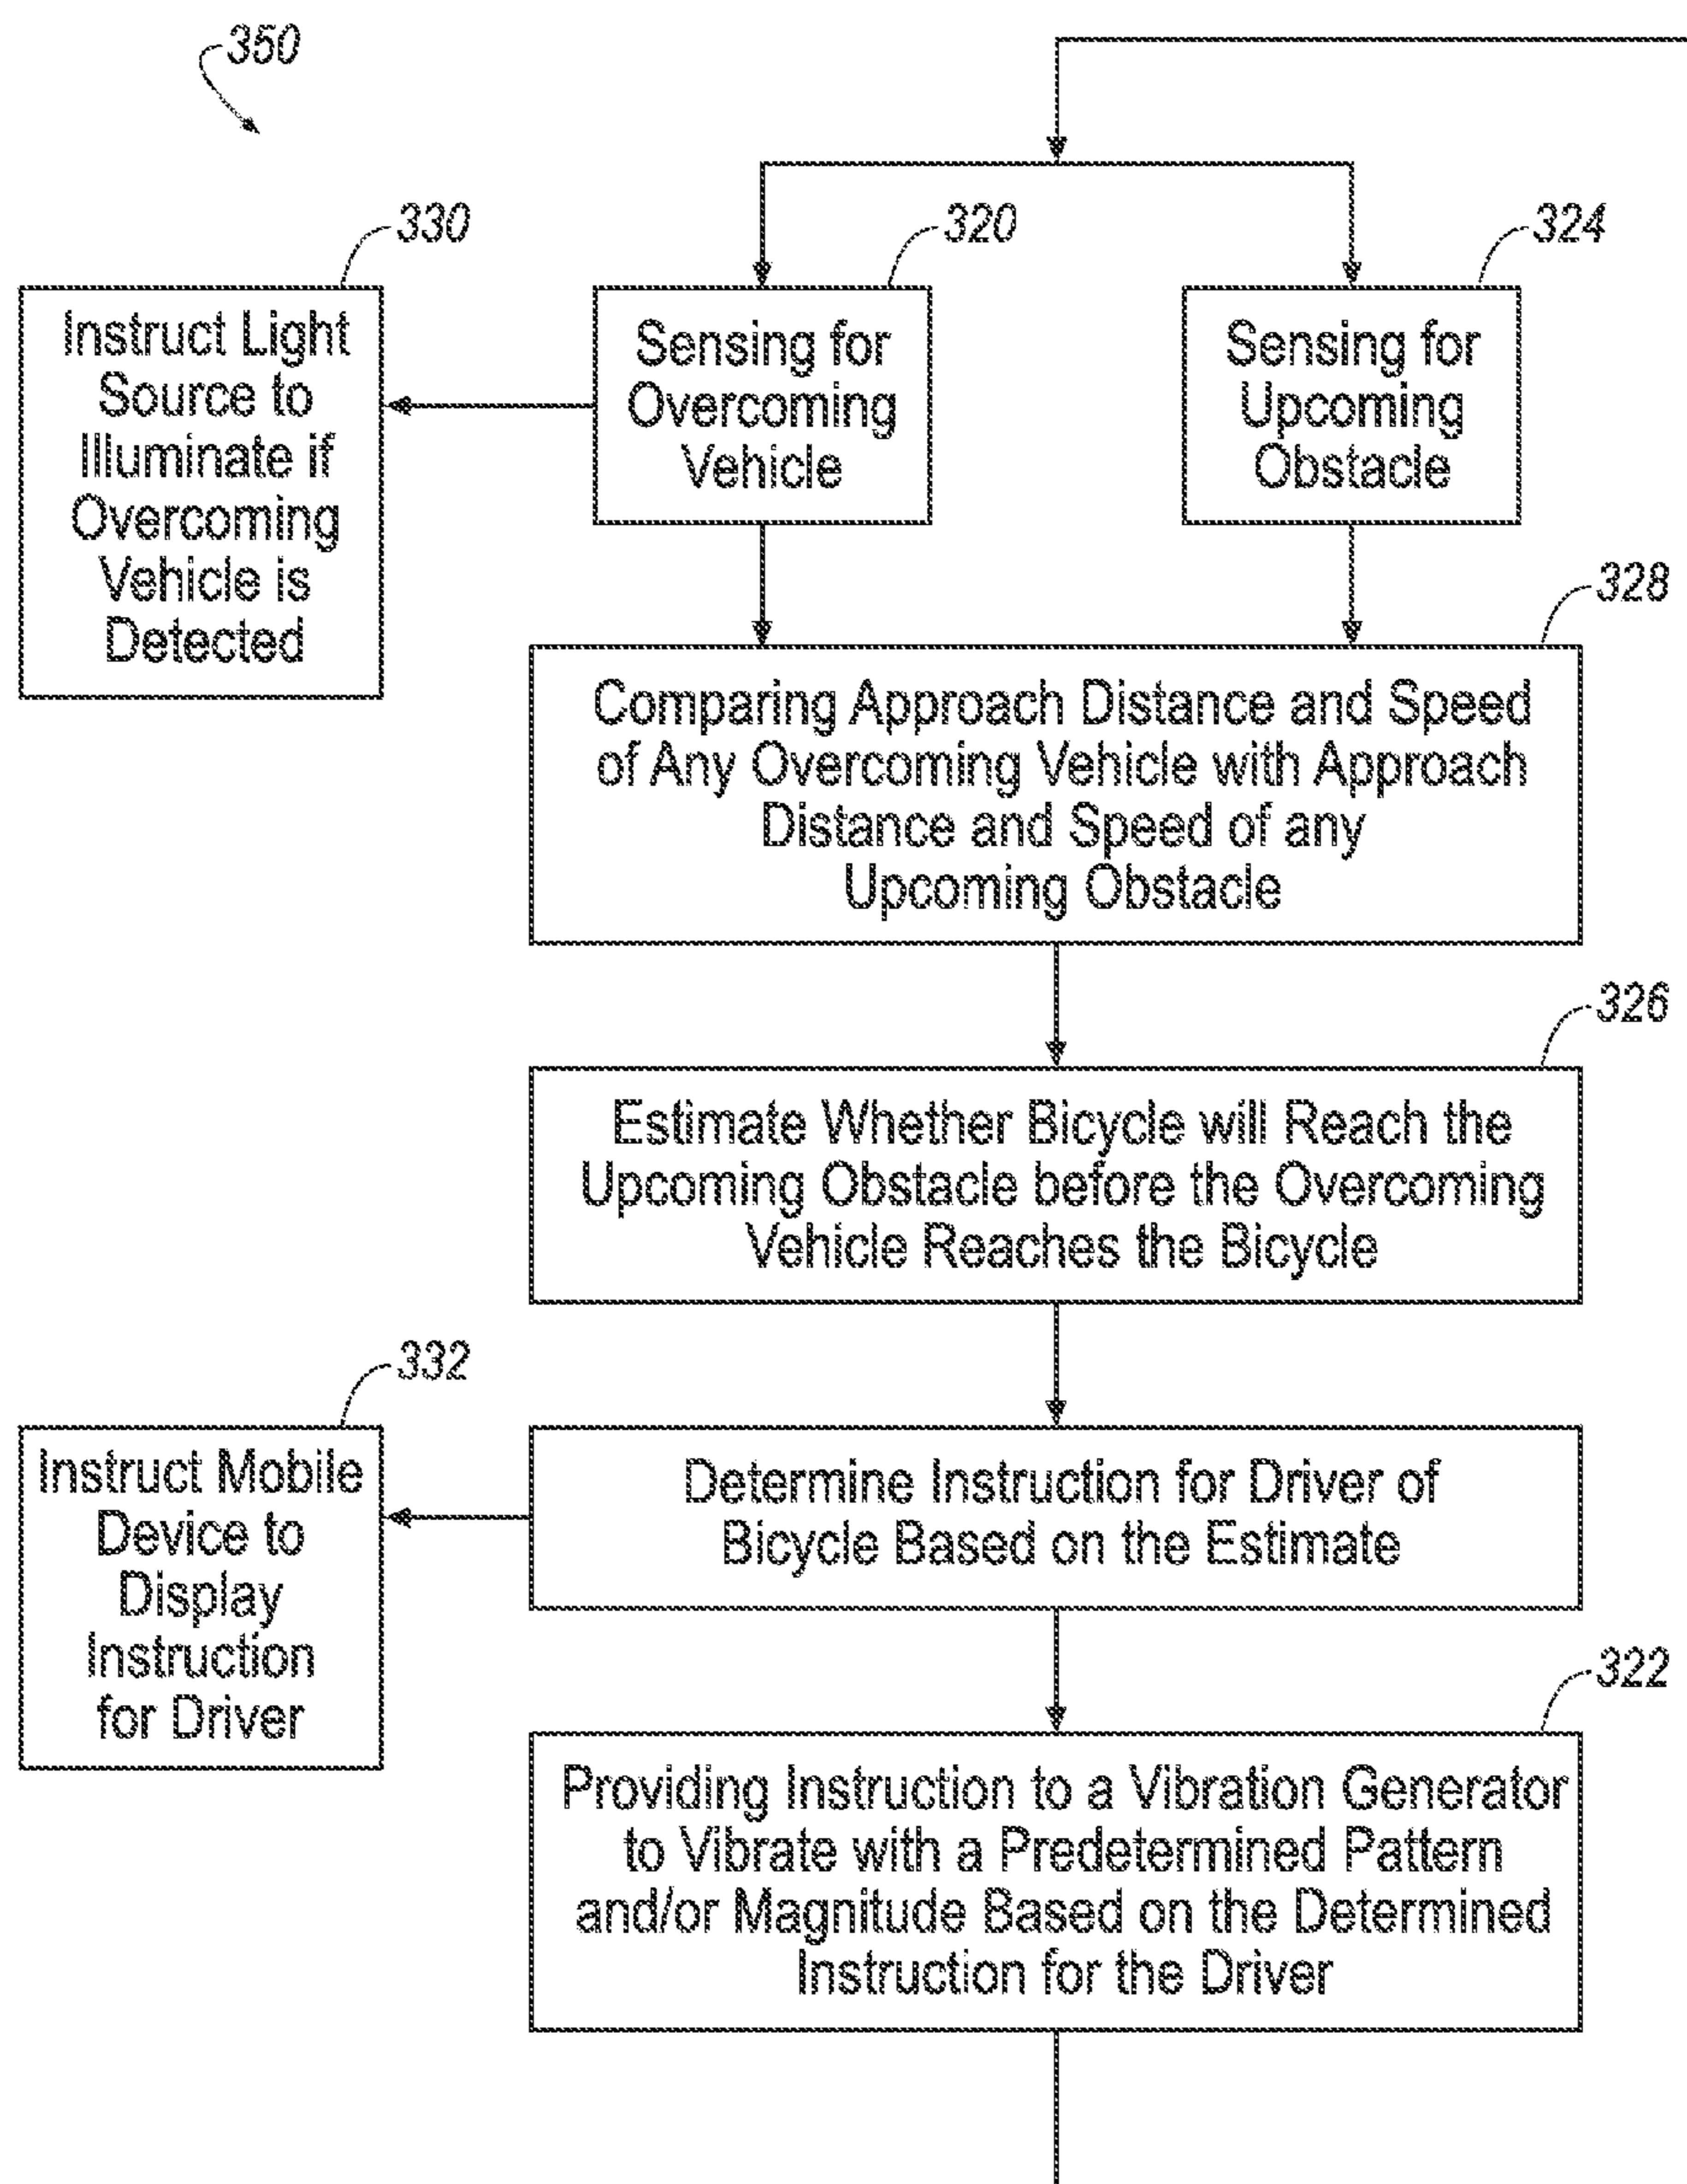 350
330
Instruct Light
Source to
Illuminate if
Overcoming
Vehicle is
Detected
320
Sensing for
Overcoming
Vehicle
324
Sensing for
Upcoming
Obstacle
328
Comparing Approach Distance and Speed
of Any Overcoming Vehicle with Approach
Distance and Speed of any
Upcoming Obstacle
326
Estimate Whether Bicycle will Reach the
Upcoming Obstacle before the Overcoming
Vehicle Reaches the Bicycle
332
Instruct Mobile
Device to
Display
Instruction
for Driver
Determine Instruction for Driver of
Bicycle Based on the Estimate
322
Providing Instruction to a Vibration Generator
to Vibrate with a Predetermined Pattern
and/or Magnitude Based on the Determined
Instruction for the Driver